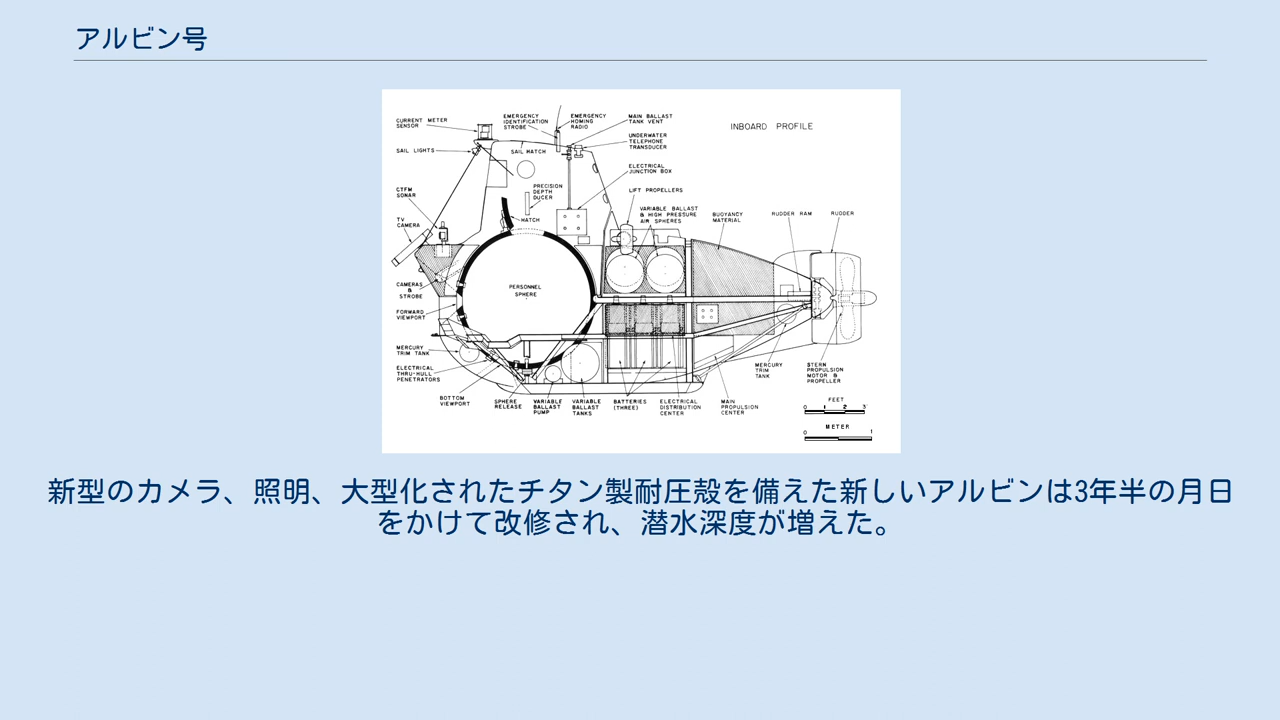 アルビン号
INBOARD PROFILE
CURRENT METER
SENSOR
EMERGENCY
IDENTIFICATION
STROBE
EMERGENCY
HOMING
RADIO
MAIN BALLAST
TANK VENT
UNDERWATER
TELEPHONE
TRANSDUCER
SAIL LIGHTS
SAIL HATCH
ELECTRICAL
JUNCTION BOX
CTFM
SONAR
PRECISION
DEPTH
DUCER
LIFT PROPELLERS
TV
CAMERA
HATCH
VARIABLE BALLAST
& HIGH PRESSURE
AIR SPHERES
BUOYANCY
MATERIAL
RUDDER RAM
RUDDER
CAMERAS
&
STROBE
PERSONNEL
SPHERE
FORWARD
VIEWPORT
MERCURY
TRIM TANK
ELECTRICAL
THRU-HULL
PENETRATORS
BOTTOM
VIEWPORT
SPHERE
RELEASE
VARIABLE
BALLAST
PUMP
VARIABLE
BALLAST
TANKS
BATTERIES
(THREE)
ELECTRICAL
DISTRIBUTION
CENTER
MAIN
PROPULSION
CENTER
MERCURY
TRIM
TANK
STERN
PROPULSION
MOTOR &
PROPELLER
FEET
0 1 2 3
METER
0 1
新型のカメラ、照明、大型化されたチタン製耐圧殻を備えた新しいアルビンは3年半の月日
をかけて改修され、潜水深度が増えた。